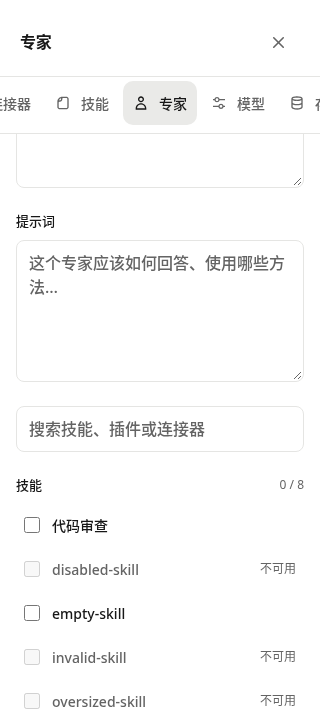 专家
连接器 技能 专家 模型
提示词
这个专家应该如何回答、使用哪些方
法...
搜索技能、插件或连接器
技能 0 / 8
代码审查
disabled-skill 不可用
empty-skill
invalid-skill 不可用
oversized-skill 不可用